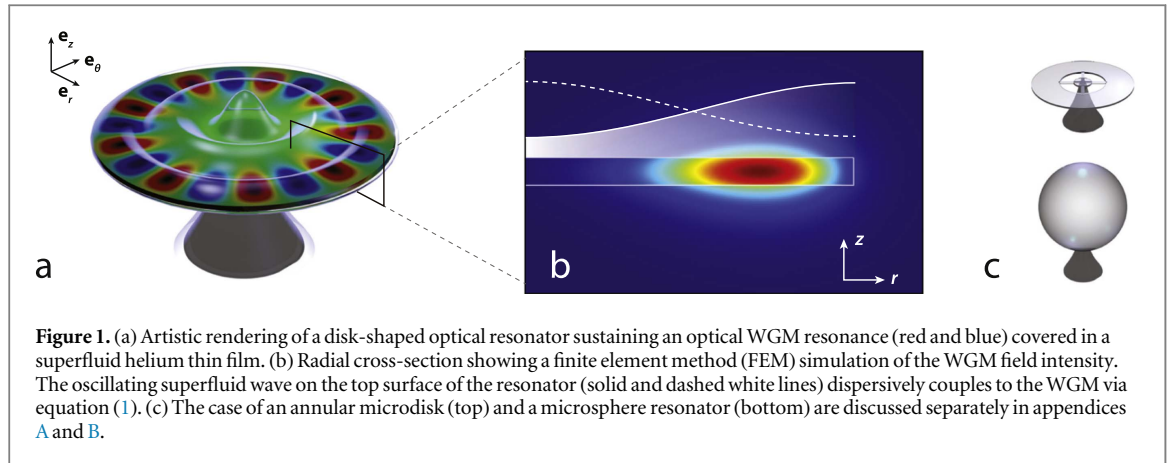 e_z
e_θ
e_r
z
r
a
b
c
Figure 1. (a) Artistic rendering of a disk-shaped optical resonator sustaining an optical WGM resonance (red and blue) covered in a
superfluid helium thin film. (b) Radial cross-section showing a finite element method (FEM) simulation of the WGM field intensity.
The oscillating superfluid wave on the top surface of the resonator (solid and dashed white lines) dispersively couples to the WGM via
equation (1). (c) The case of an annular microdisk (top) and a microsphere resonator (bottom) are discussed separately in appendices
A and B.